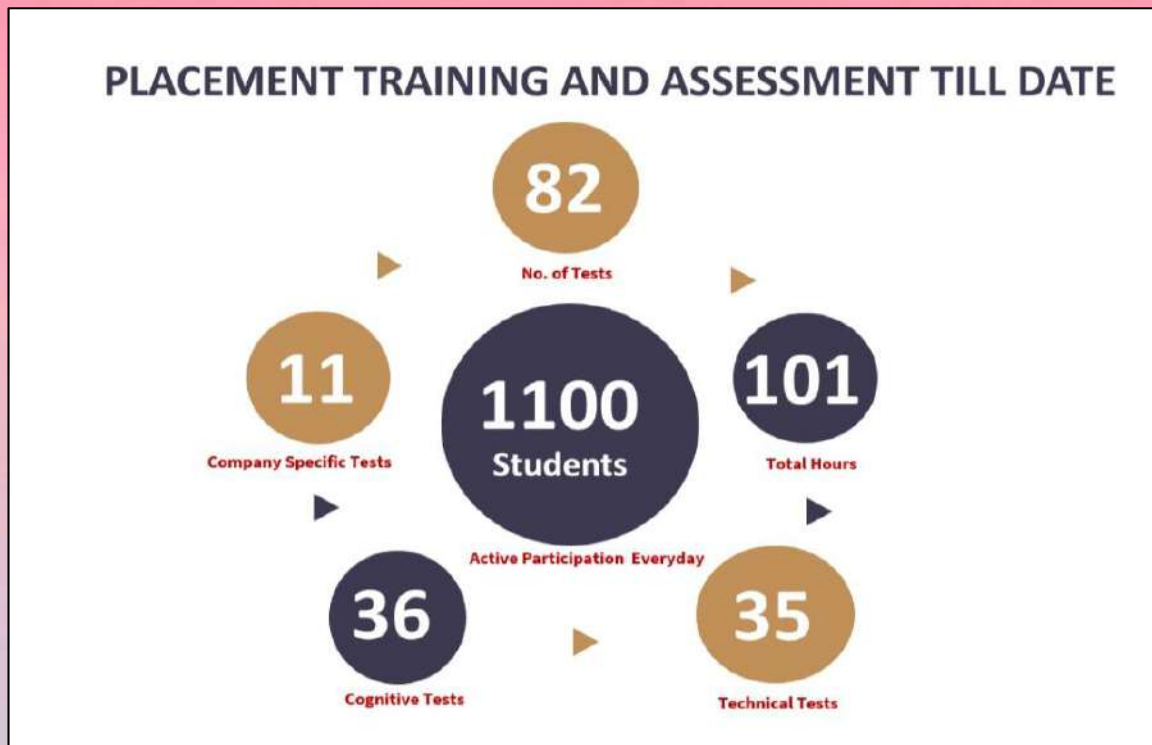 PLACEMENT TRAINING AND ASSESSMENT TILL DATE
82
No. of Tests
11
Company Specific Tests
1100
Students
Active Participation Everyday
101
Total Hours
36
Cognitive Tests
35
Technical Tests